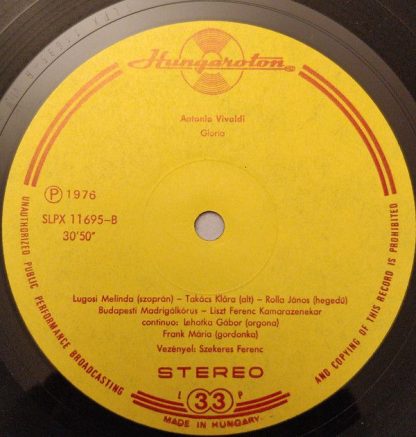 Hungaroton
Antonio Vivaldi
Gloria
Ⓟ 1976
SLPX 11695-B
30'50"
Lugosi Melinda (szoprán) – Takács Klára (alt) – Rolla János (hegedű)
Budapesti Madrigálkórus – Liszt Ferenc Kamarazenekar
continuo: Lehotka Gábor (orgona)
Frank Mária (gordonka)
Vezényel: Szekeres Ferenc
STEREO
L 33 P
MADE IN HUNGARY
UNAUTHORIZED PUBLIC PERFORMANCE BROADCASTING
AND COPYING OF THIS RECORD IS PROHIBITED